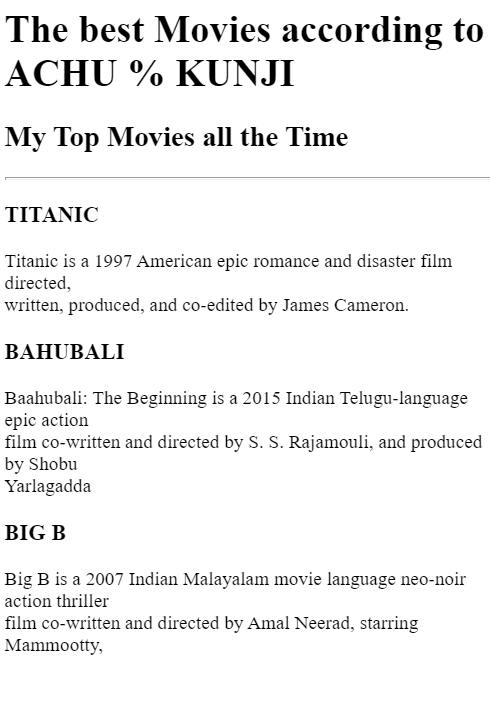 The best Movies according to
ACHU % KUNJI
My Top Movies all the Time
TITANIC
Titanic is a 1997 American epic romance and disaster film
directed,
written, produced, and co-edited by James Cameron.
BAHUBALI
Baahubali: The Beginning is a 2015 Indian Telugu-language
epic action
film co-written and directed by S. S. Rajamouli, and produced
by Shobu
Yarlagadda
BIG B
Big B is a 2007 Indian Malayalam movie language neo-noir
action thriller
film co-written and directed by Amal Neerad, starring
Mammootty,